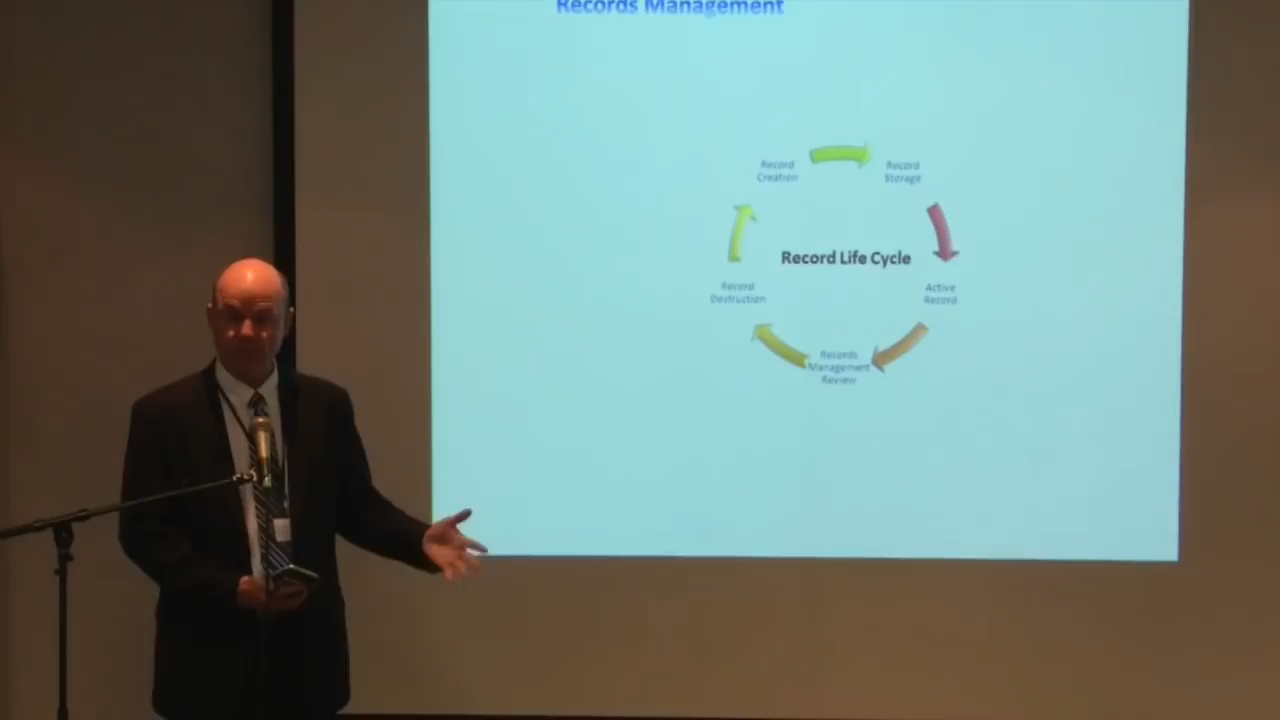 Records Management
Record
Creation
Record
Storage
Record Life Cycle
Record
Destruction
Active
Record
Records
Management
Review